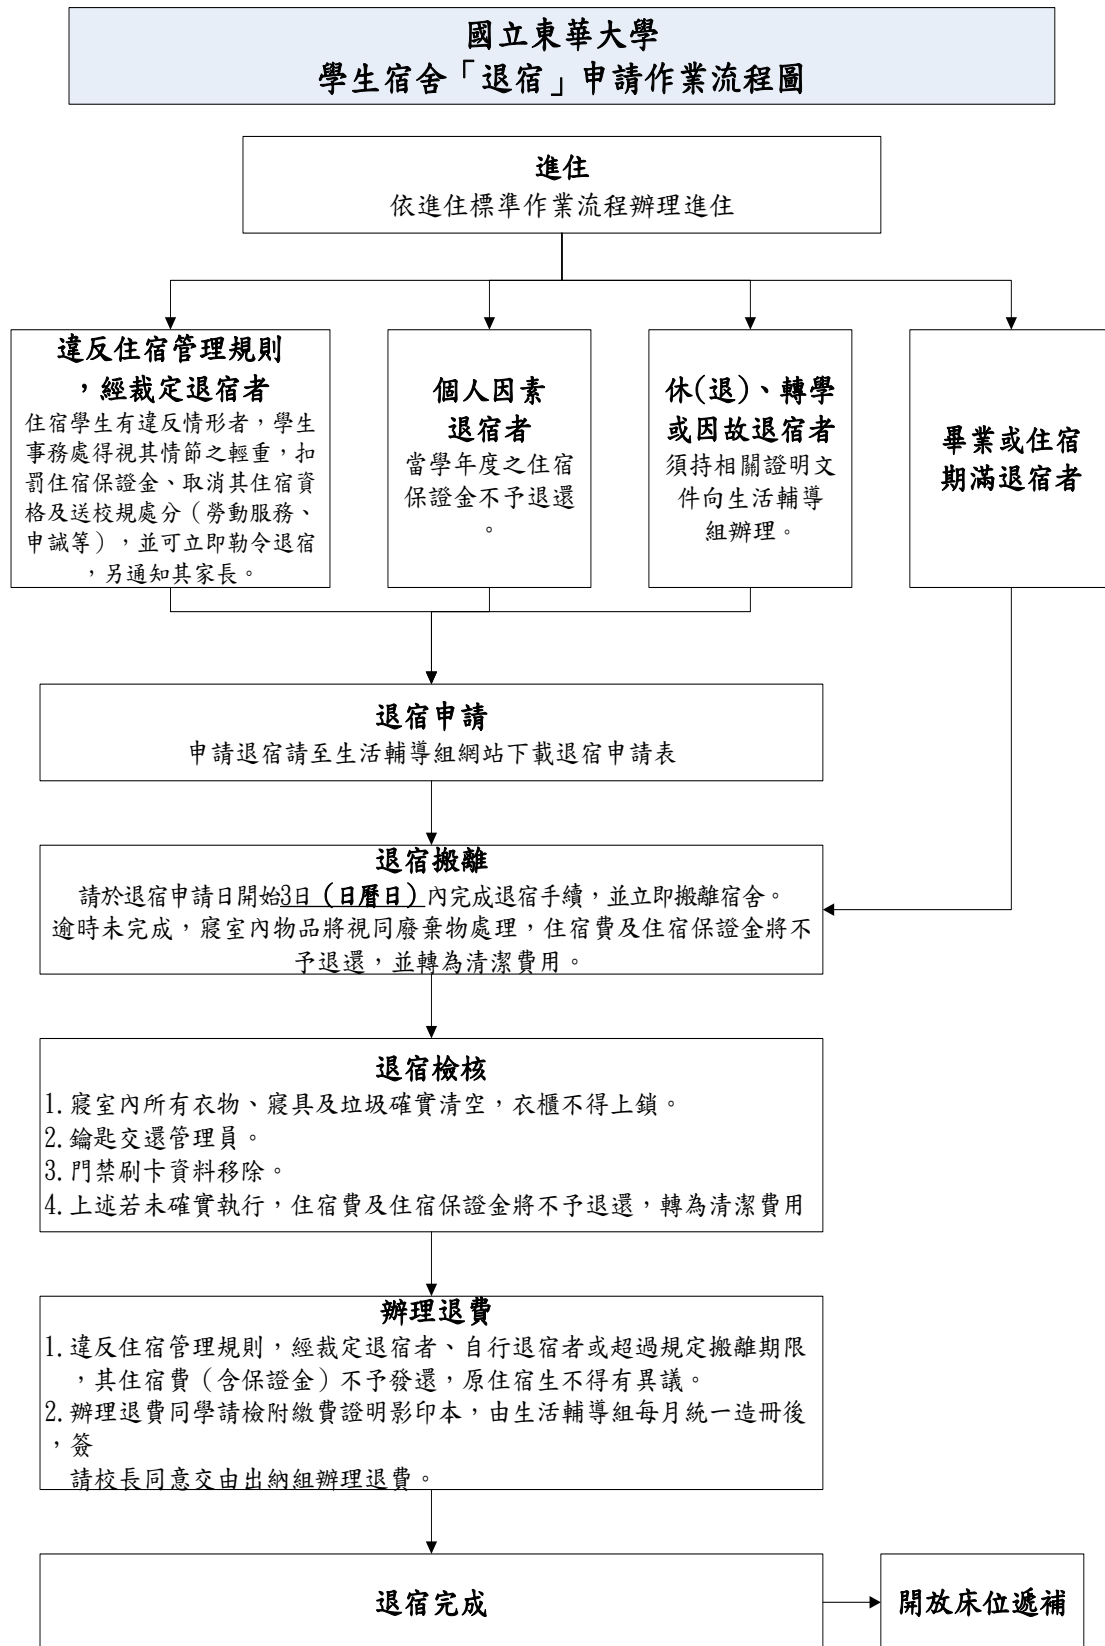 國立東華大學
學生宿舍「退宿」申請作業流程圖
進住
依進住標準作業流程辦理進住
違反住宿管理規則
，經裁定退宿者
住宿學生有違反情形者，學生
事務處得視其情節之輕重，扣
罰住宿保證金、取消其住宿資
格及送校規處分（勞動服務、
申誡等），並可立即勒令退宿
，另通知其家長。
個人因素
退宿者
當學年度之住宿
保證金不予退還
。
休(退)、轉學
或因故退宿者
須持相關證明文
件向生活輔導
組辦理。
畢業或住宿
期滿退宿者
退宿申請
申請退宿請至生活輔導組網站下載退宿申請表
退宿搬離
請於退宿申請日開始3日（日曆日）內完成退宿手續，並立即搬離宿舍。
逾時未完成，寢室內物品將視同廢棄物處理，住宿費及住宿保證金將不
予退還，並轉為清潔費用。
退宿檢核
1.寢室內所有衣物、寢具及垃圾確實清空，衣櫃不得上鎖。
2.鑰匙交還管理員。
3.門禁刷卡資料移除。
4.上述若未確實執行，住宿費及住宿保證金將不予退還，轉為清潔費用
辦理退費
1.違反住宿管理規則，經裁定退宿者、自行退宿者或超過規定搬離期限
，其住宿費（含保證金）不予發還，原住宿生不得有異議。
2.辦理退費同學請檢附繳費證明影印本，由生活輔導組每月統一造冊後
，簽
請校長同意交由出納組辦理退費。
退宿完成
開放床位遞補